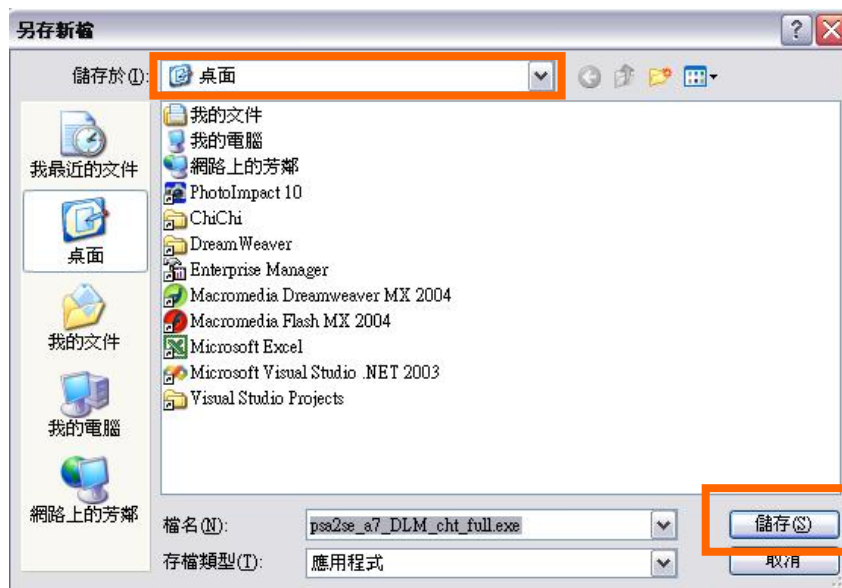 另存新檔
儲存於(I): 桌面
我最近的文件
桌面
我的文件
我的電腦
網路上的芳鄰
我的文件
我的電腦
網路上的芳鄰
PhotoImpact 10
ChiChi
DreamWeaver
Enterprise Manager
Macromedia Dreamweaver MX 2004
Macromedia Flash MX 2004
Microsoft Excel
Microsoft Visual Studio .NET 2003
Visual Studio Projects
檔名(N): psa2se_a7_DLM_cht_full.exe 儲存(S)
存檔類型(T): 應用程式 取消